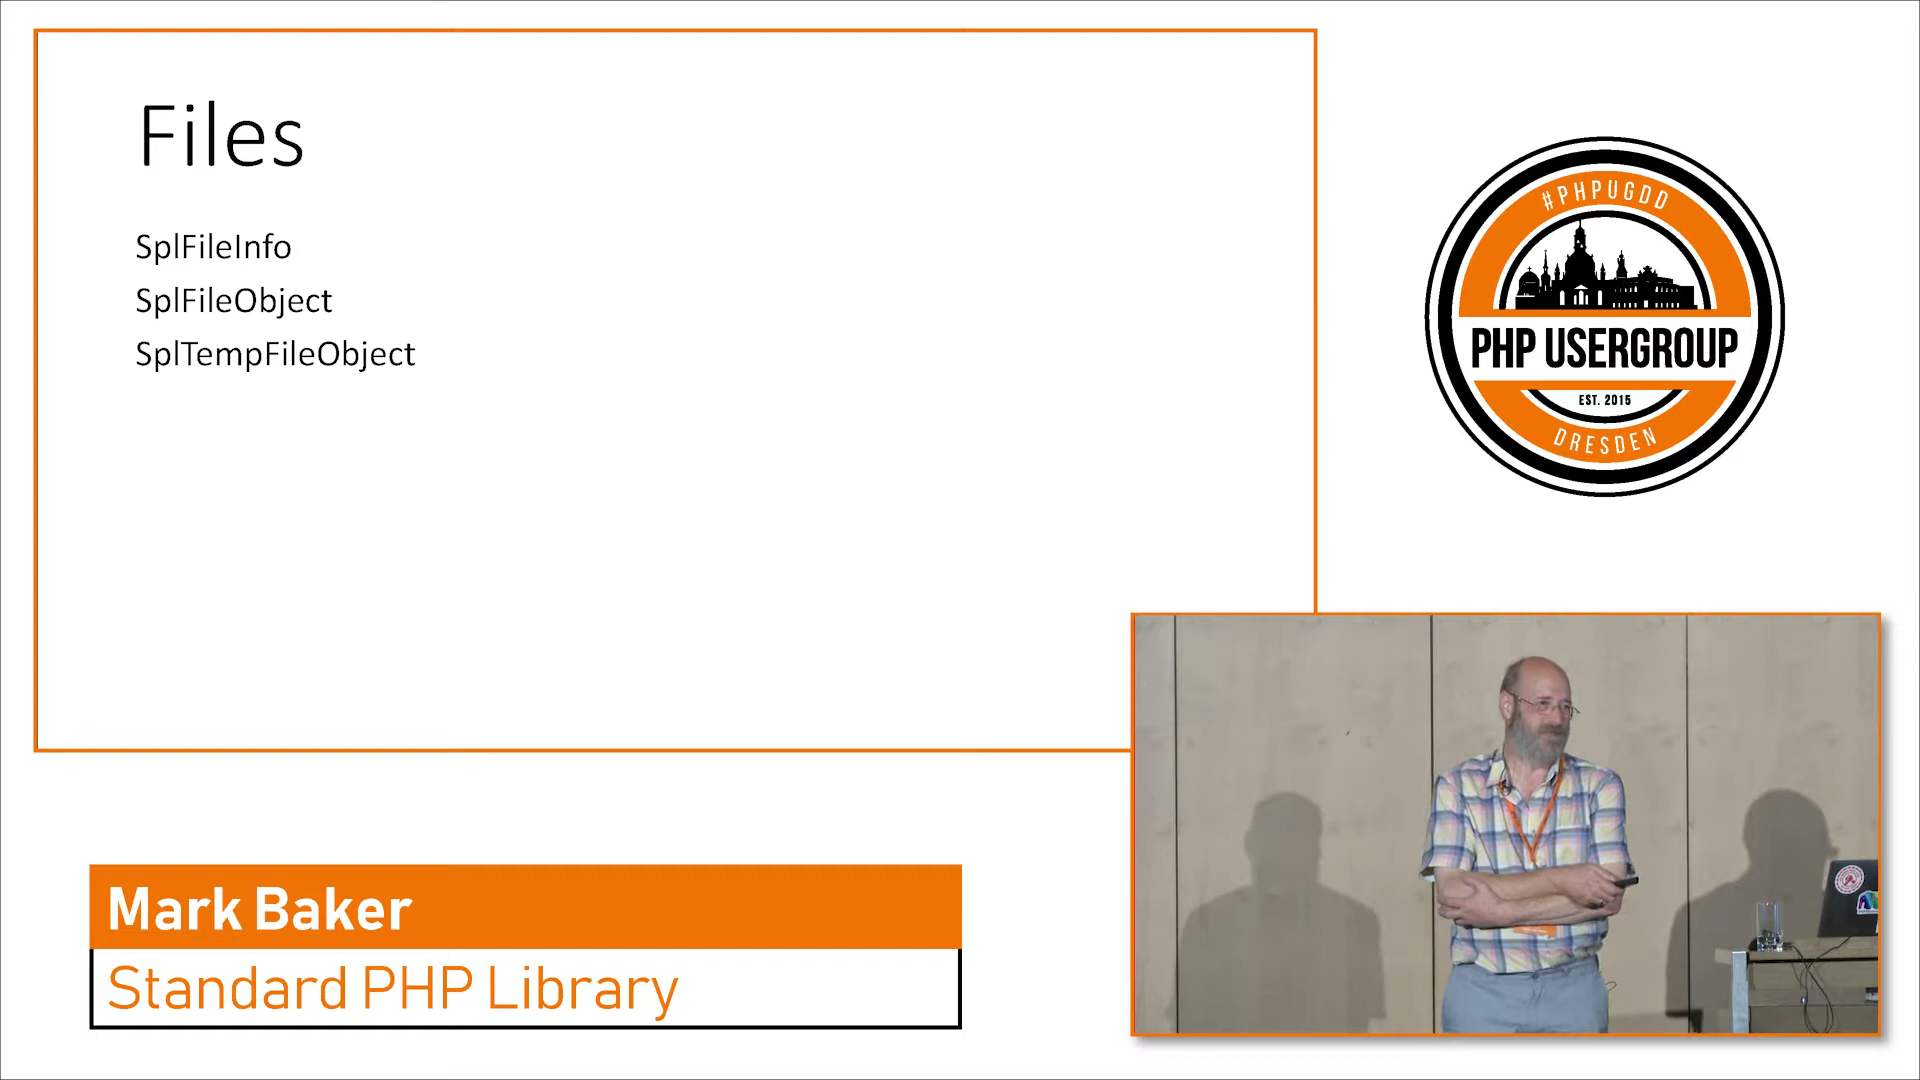 Files
SplFileInfo
SplFileObject
SplTempFileObject
#PHPUGDD
PHP USERGROUP
EST. 2015
DRESDEN
Mark Baker
Standard PHP Library